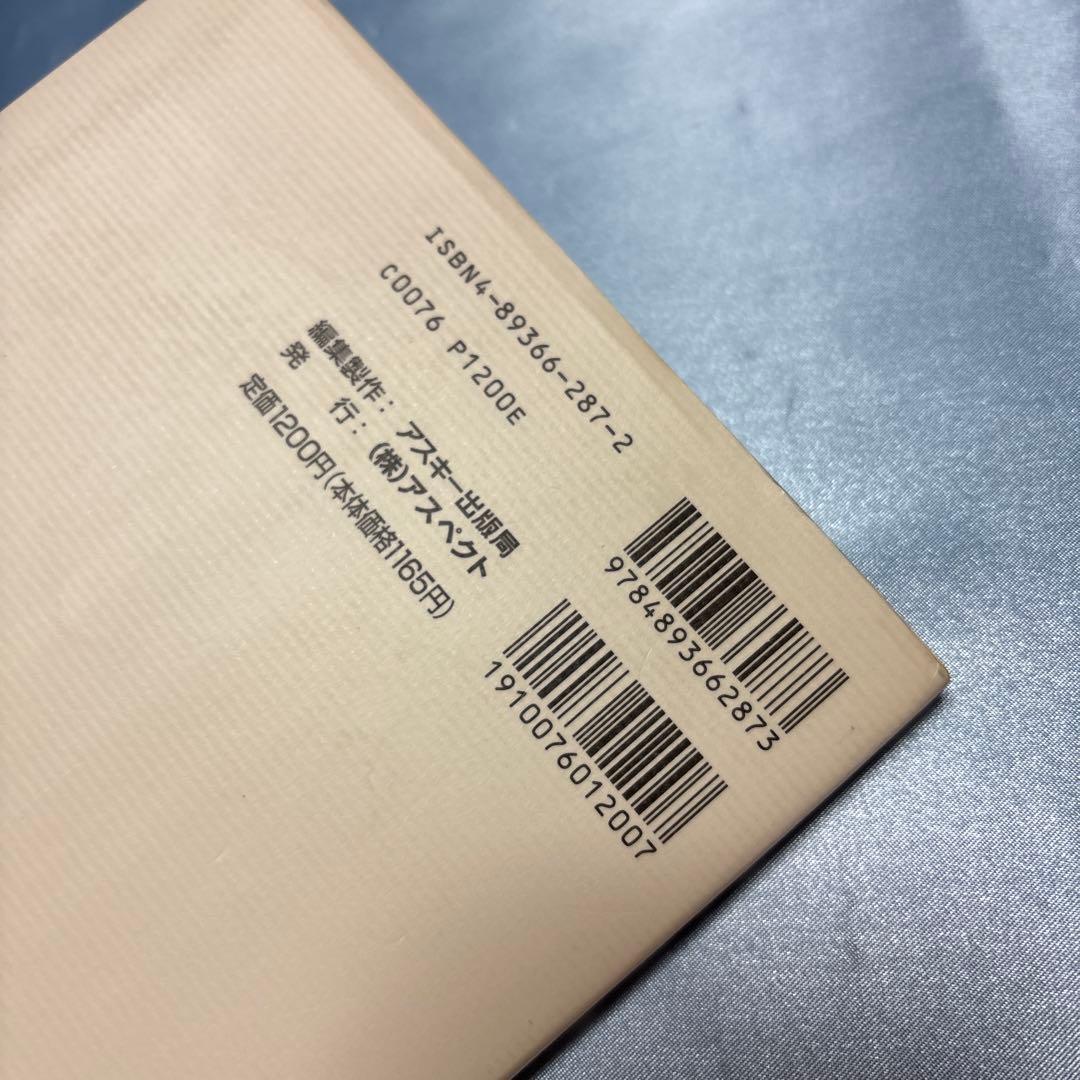 ISBN4-89366-287-2
C0076 P1200E
編集製作：アスキー出版局
発　行：(株)アスペクト
定価1200円(本体価格1165円)
9784893662873
1910076012007